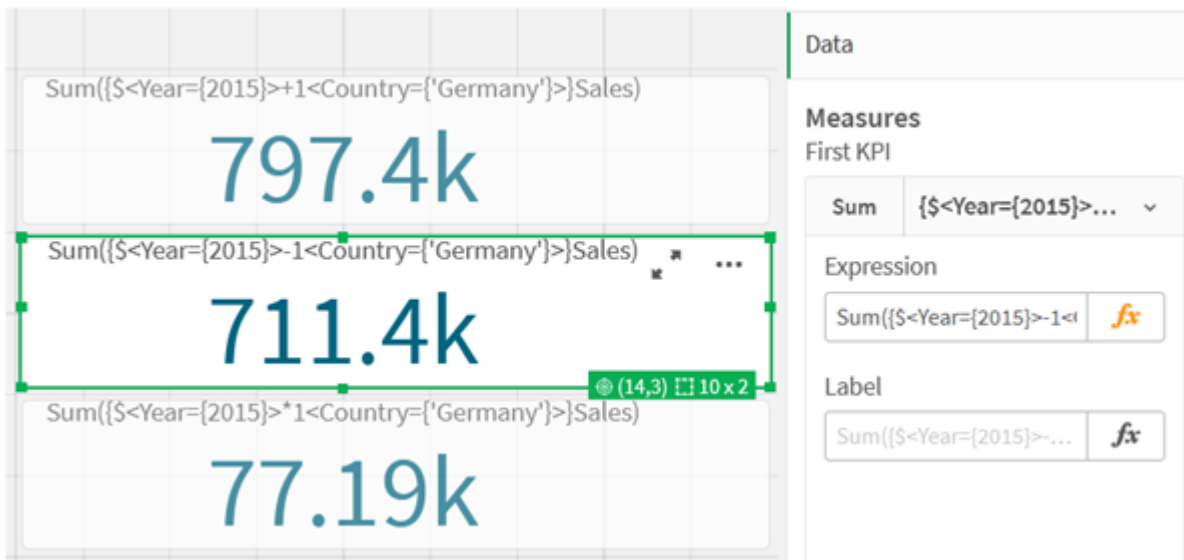 Sum({$<Year={2015}>+1<Country={'Germany'}>}Sales)
797.4k
Sum({$<Year={2015}>-1<Country={'Germany'}>}Sales)
711.4k
(14,3) 10 x 2
Sum({$<Year={2015}>*1<Country={'Germany'}>}Sales)
77.19k
Data
Measures
First KPI
Sum {$<Year={2015}>...
Expression
Sum({$<Year={2015}>-1<( fx
Label
Sum({$<Year={2015}>-... fx